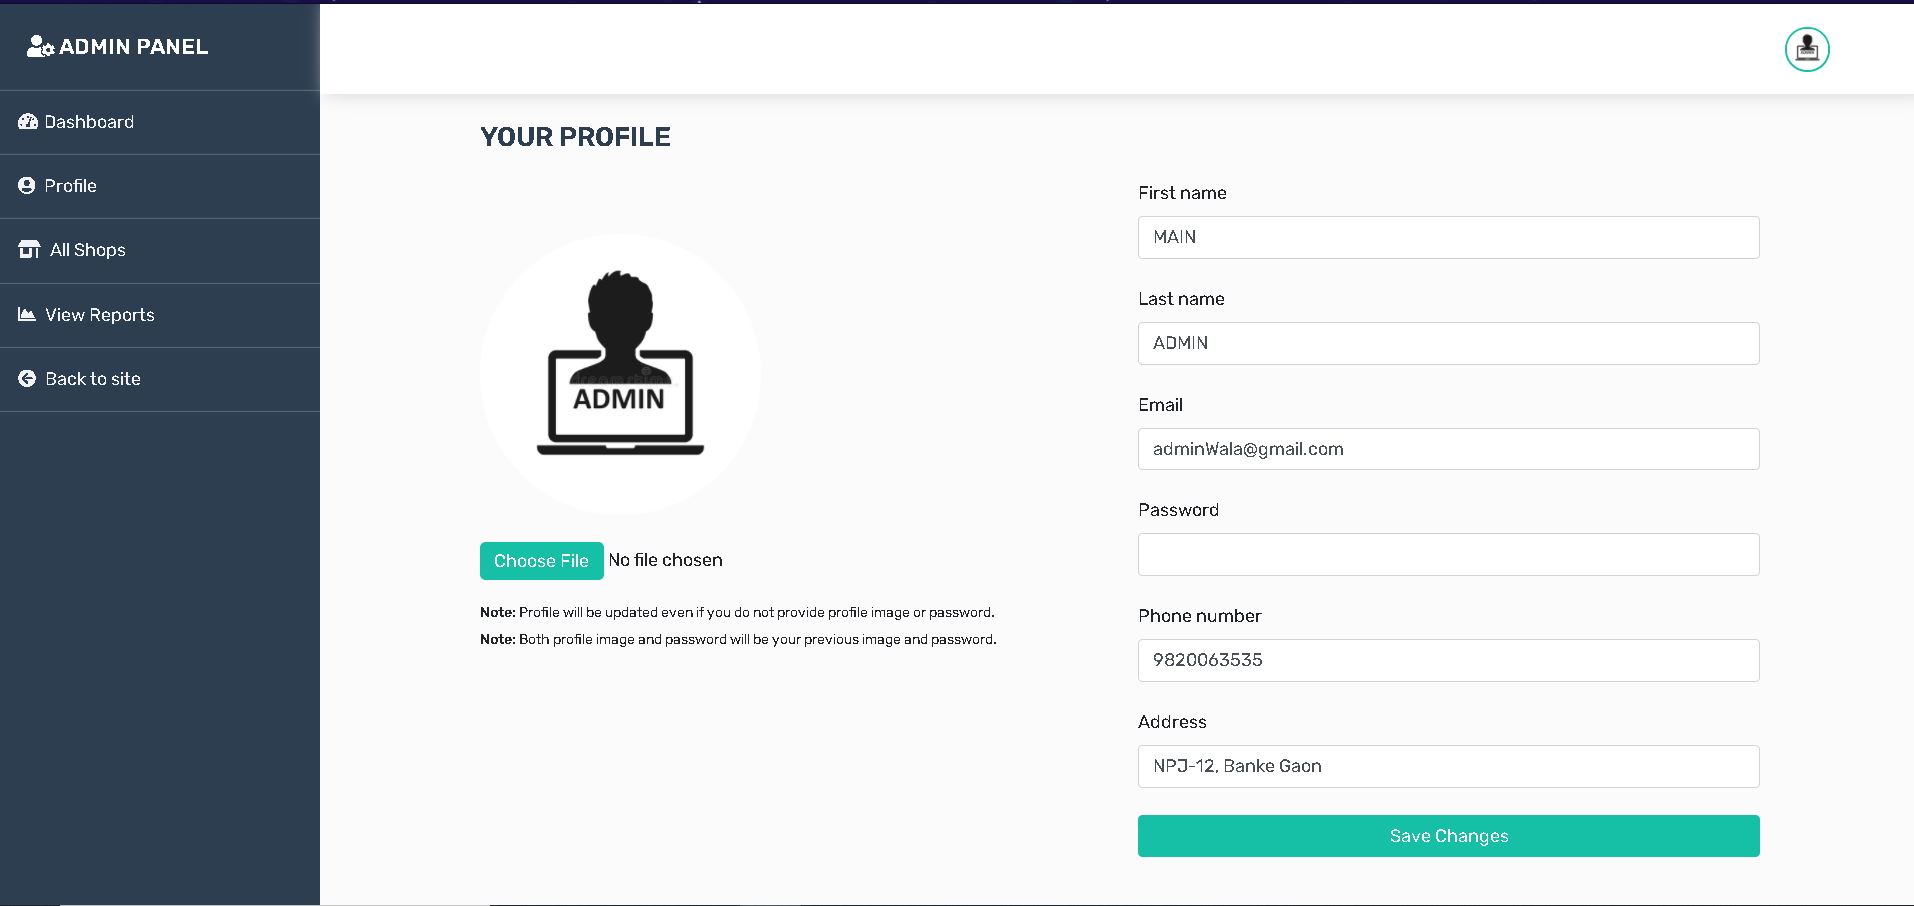 ADMIN PANEL
Dashboard
Profile
All Shops
View Reports
Back to site
YOUR PROFILE
ADMIN
Choose File No file chosen
Note: Profile will be updated even if you do not provide profile image or password.
Note: Both profile image and password will be your previous image and password.
First name
MAIN
Last name
ADMIN
Email
adminWala@gmail.com
Password
Phone number
9820063535
Address
NPJ-12, Banke Gaon
Save Changes